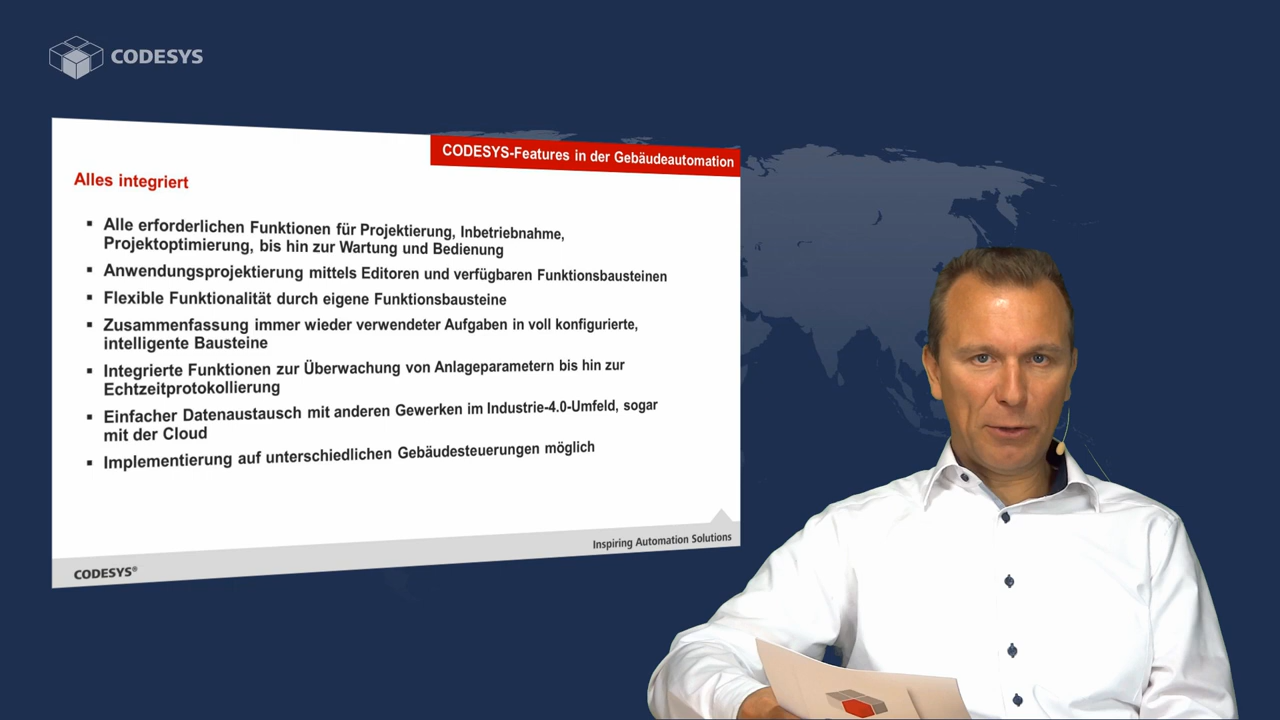 CODESYS
CODESYS-Features in der Gebäudeautomation
Alles integriert
▪ Alle erforderlichen Funktionen für Projektierung, Inbetriebnahme,
Projektoptimierung, bis hin zur Wartung und Bedienung
▪ Anwendungsprojektierung mittels Editoren und verfügbaren Funktionsbausteinen
▪ Flexible Funktionalität durch eigene Funktionsbausteine
▪ Zusammenfassung immer wieder verwendeter Aufgaben in voll konfigurierte,
intelligente Bausteine
▪ Integrierte Funktionen zur Überwachung von Anlageparametern bis hin zur
Echtzeitprotokollierung
▪ Einfacher Datenaustausch mit anderen Gewerken im Industrie-4.0-Umfeld, sogar
mit der Cloud
▪ Implementierung auf unterschiedlichen Gebäudesteuerungen möglich
Inspiring Automation Solutions
CODESYS®